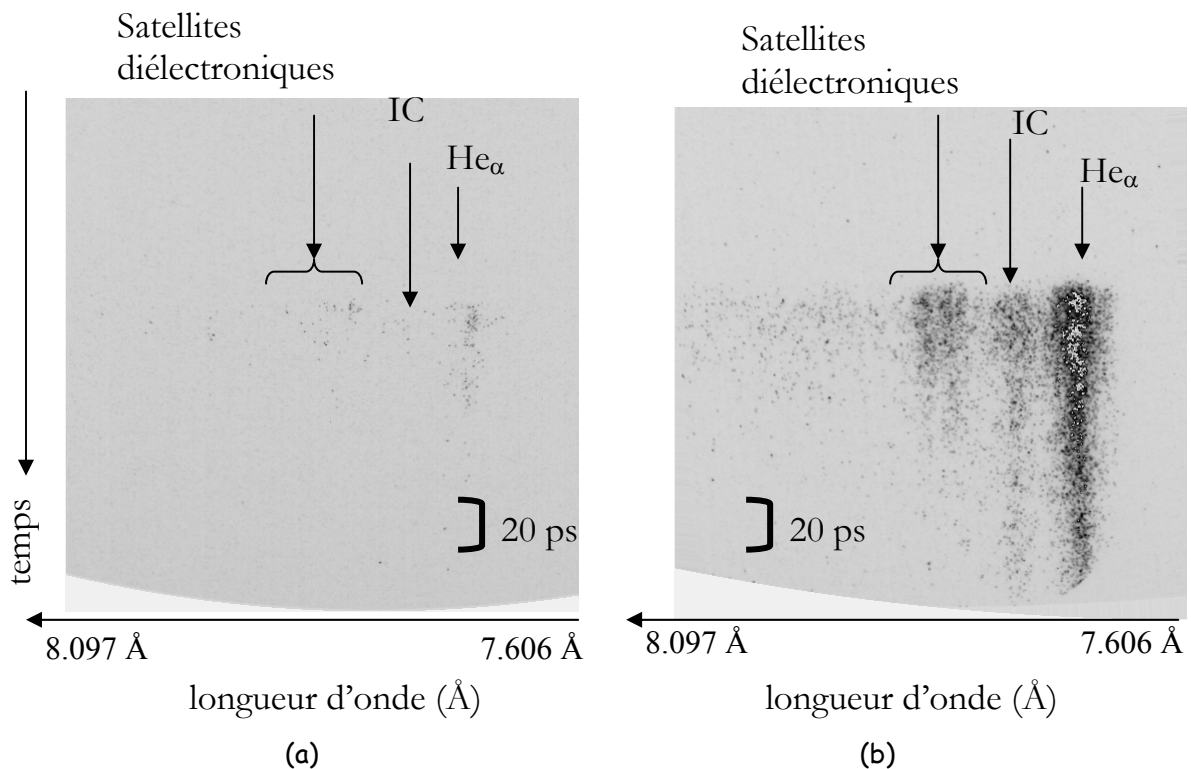 Satellites
diélectroniques
IC
Heα
20 ps
temps
8.097 Å
7.606 Å
longueur d'onde (Å)
(a)
Satellites
diélectroniques
IC
Heα
20 ps
8.097 Å
7.606 Å
longueur d'onde (Å)
(b)